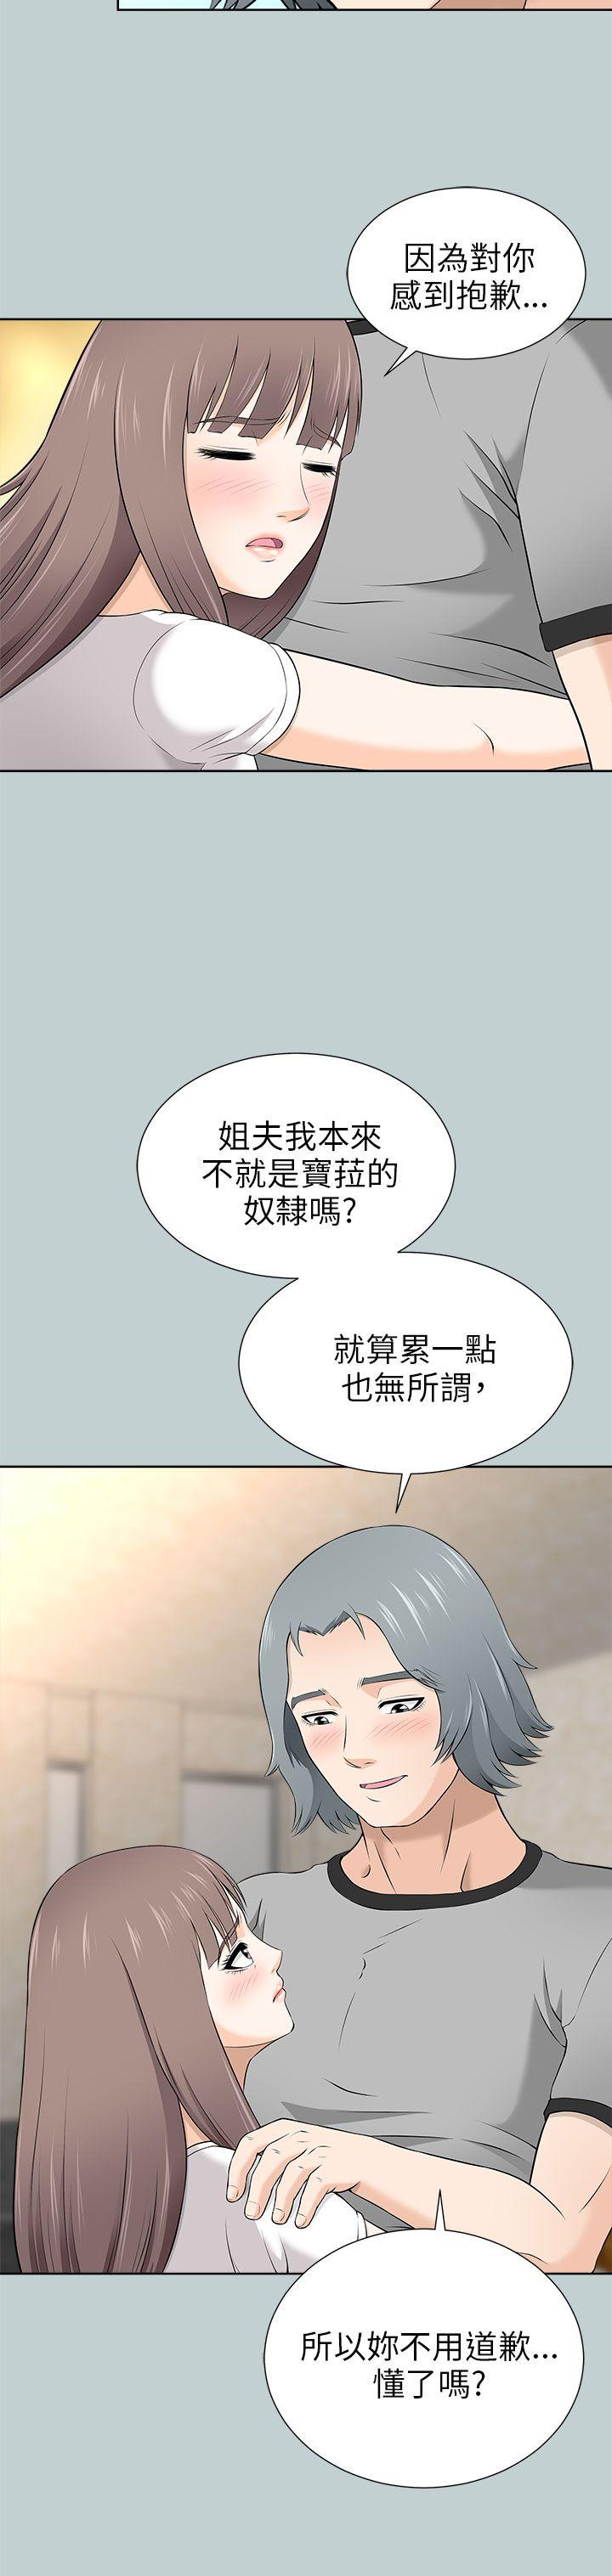 因為對你
感到抱歉...
姐夫我本來
不就是寶菈的
奴隸嗎?
就算累一點
也無所謂,
所以妳不用道歉...
懂了嗎?